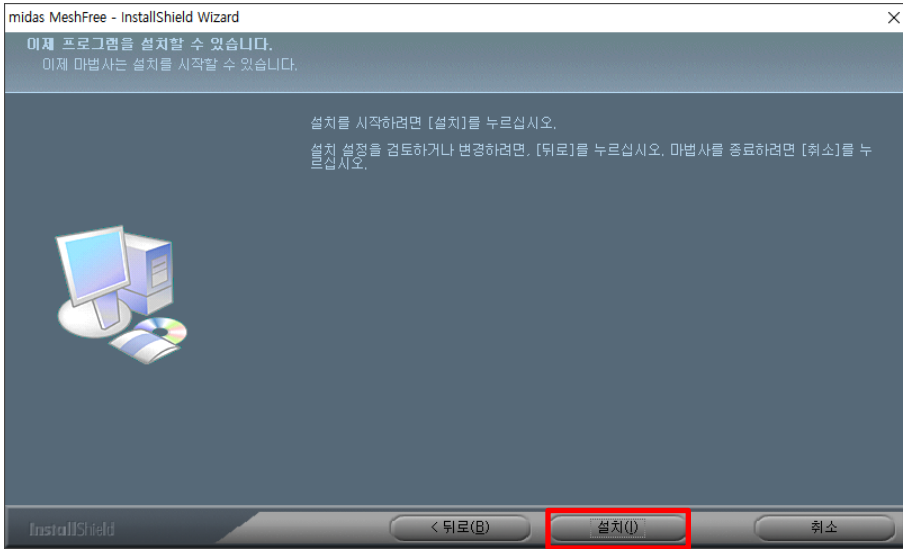 midas MeshFree - InstallShield Wizard
이제 프로그램을 설치할 수 있습니다.
이제 마법사는 설치를 시작할 수 있습니다.
설치를 시작하려면 [설치]를 누르십시오.
설치 설정을 검토하거나 변경하려면, [뒤로]를 누르십시오. 마법사를 종료하려면 [취소]를 누
르십시오.
InstallShield
< 뒤로(B)
설치(I)
취소